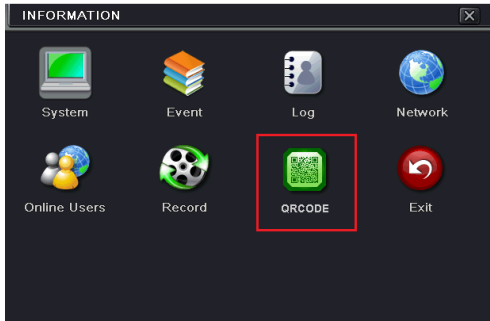 INFORMATION
System Event Log Network
Online Users Record QRCODE Exit